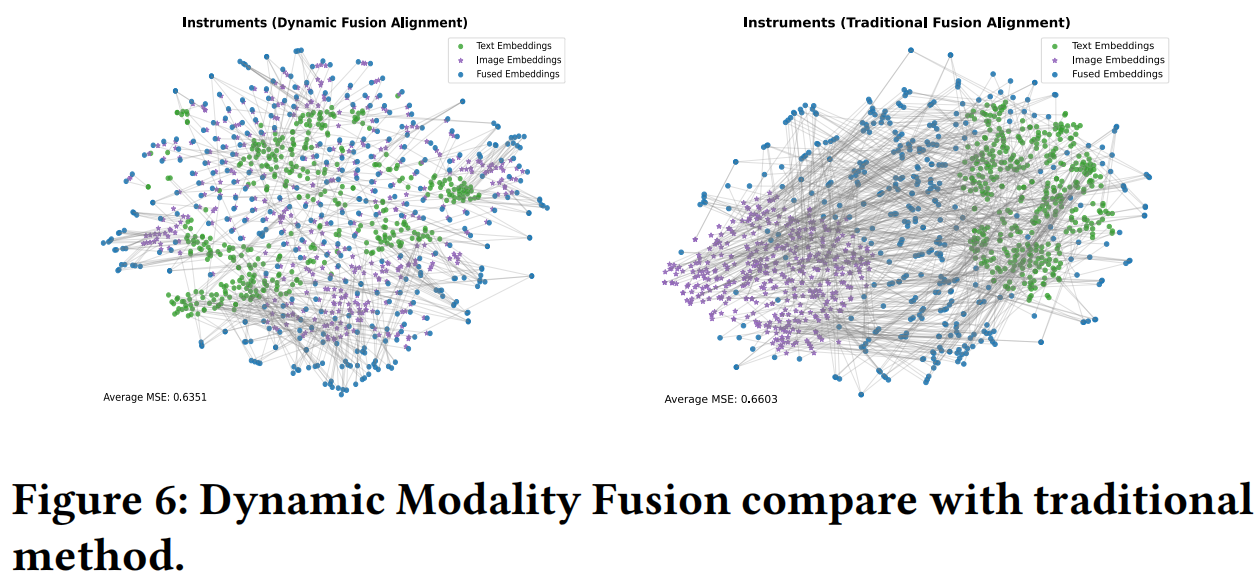 Instruments (Dynamic Fusion Alignment)
Text Embeddings
Image Embeddings
Fused Embeddings
Average MSE: 0.6351
Instruments (Traditional Fusion Alignment)
Text Embeddings
Image Embeddings
Fused Embeddings
Average MSE: 0.6603
Figure 6: Dynamic Modality Fusion compare with traditional
method.